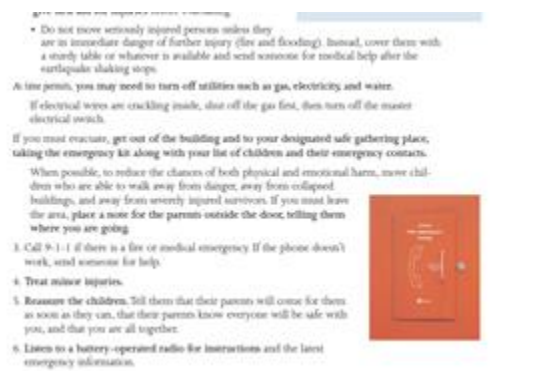 give first aid for injuries before evacuating.
• Do not move seriously injured persons unless they
are in immediate danger of further injury (fire and flooding). Instead, cover them with
a sturdy table or whatever is available and send someone for medical help after the
earthquake shaking stops.
As time permits, you may need to turn off utilities such as gas, electricity, and water.
If electrical wires are crackling inside, shut off the gas first, then turn off the master
electrical switch.
If you must evacuate, get out of the building and to your designated safe gathering place,
taking the emergency kit along with your list of children and their emergency contacts.
When possible, to reduce the chances of both physical and emotional harm, move chil-
dren who are able to walk away from danger, away from collapsed
buildings, and away from severely injured survivors. If you must leave
the area, place a note for the parents outside the door, telling them
where you are going.
3. Call 9-1-1 if there is a fire or medical emergency. If the phone doesn't
work, send someone for help.
4. Treat minor injuries.
5. Reassure the children. Tell them that their parents will come for them
as soon as they can, that their parents know everyone will be safe with
you, and that you are all together.
6. Listen to a battery-operated radio for instructions and the latest
emergency information.